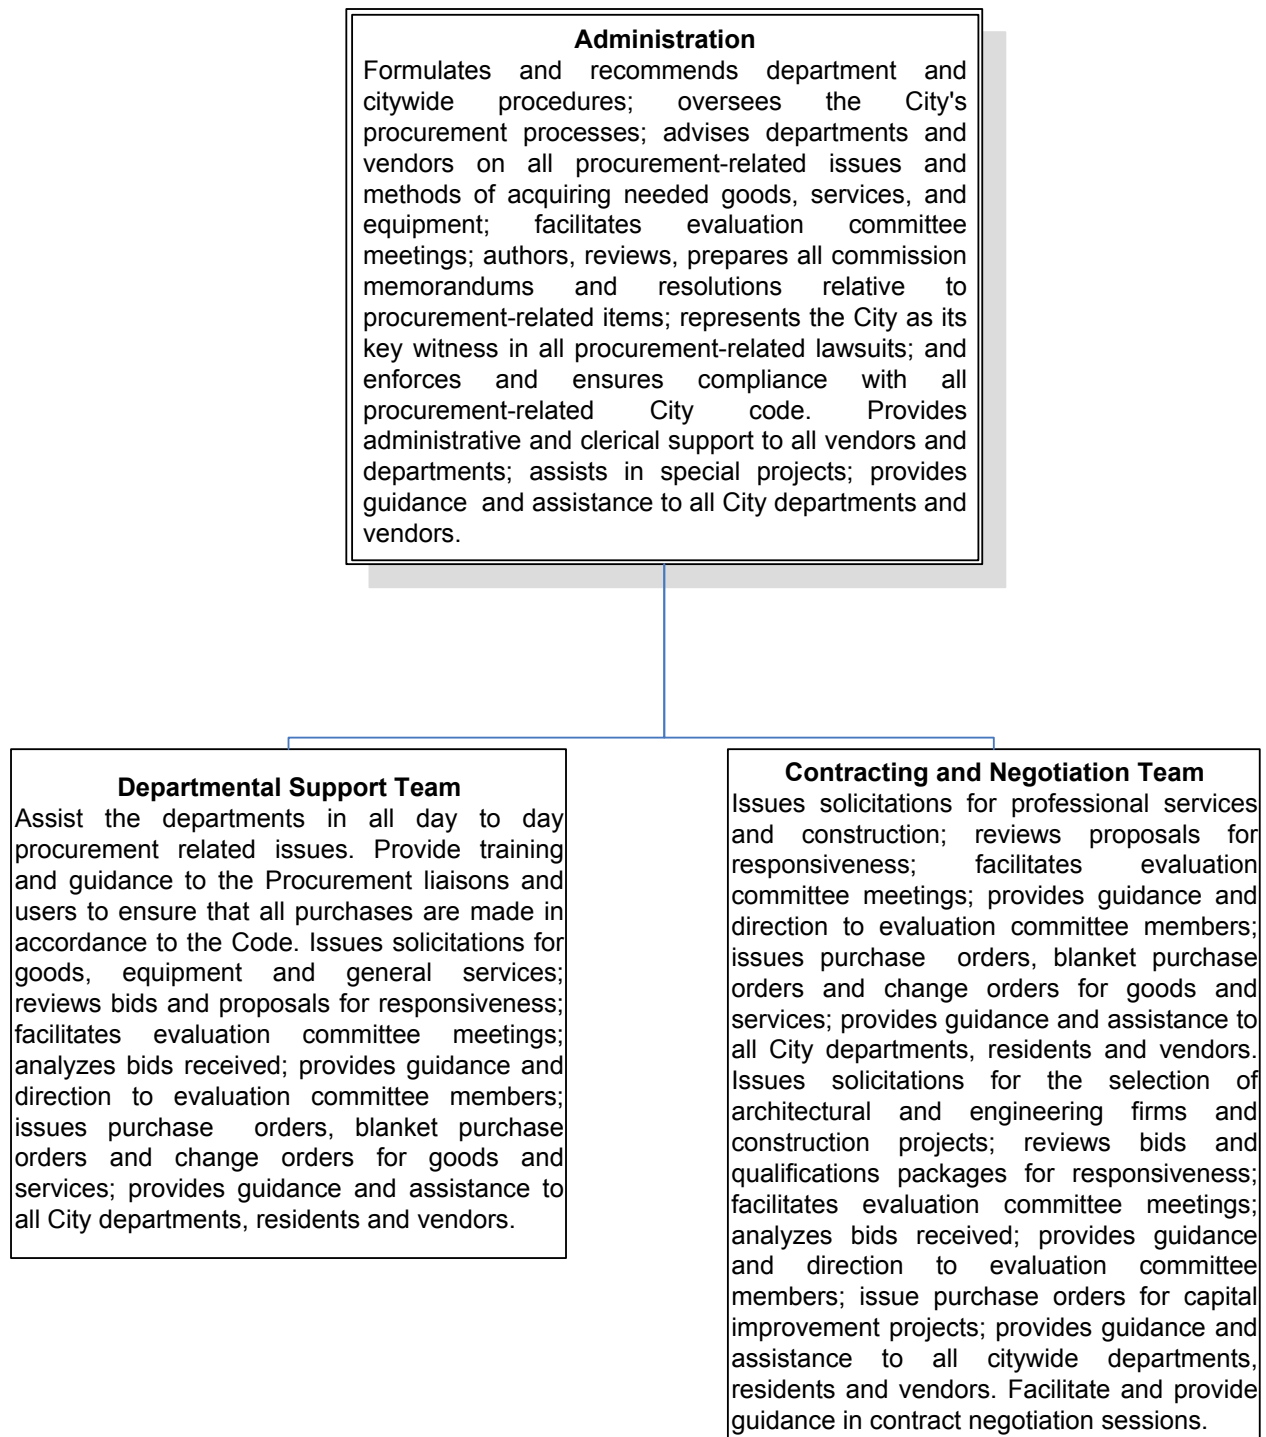 Administration
Formulates and recommends department and
citywide procedures; oversees the City's
procurement processes; advises departments and
vendors on all procurement-related issues and
methods of acquiring needed goods, services, and
equipment; facilitates evaluation committee
meetings; authors, reviews, prepares all commission
memorandums and resolutions relative to
procurement-related items; represents the City as its
key witness in all procurement-related lawsuits; and
enforces and ensures compliance with all
procurement-related City code. Provides
administrative and clerical support to all vendors and
departments; assists in special projects; provides
guidance and assistance to all City departments and
vendors.
Departmental Support Team
Assist the departments in all day to day
procurement related issues. Provide training
and guidance to the Procurement liaisons and
users to ensure that all purchases are made in
accordance to the Code. Issues solicitations for
goods, equipment and general services;
reviews bids and proposals for responsiveness;
facilitates evaluation committee meetings;
analyzes bids received; provides guidance and
direction to evaluation committee members;
issues purchase orders, blanket purchase
orders and change orders for goods and
services; provides guidance and assistance to
all City departments, residents and vendors.
Contracting and Negotiation Team
Issues solicitations for professional services
and construction; reviews proposals for
responsiveness; facilitates evaluation
committee meetings; provides guidance and
direction to evaluation committee members;
issues purchase orders, blanket purchase
orders and change orders for goods and
services; provides guidance and assistance to
all City departments, residents and vendors.
Issues solicitations for the selection of
architectural and engineering firms and
construction projects; reviews bids and
qualifications packages for responsiveness;
facilitates evaluation committee meetings;
analyzes bids received; provides guidance
and direction to evaluation committee
members; issue purchase orders for capital
improvement projects; provides guidance and
assistance to all citywide departments,
residents and vendors. Facilitate and provide
guidance in contract negotiation sessions.